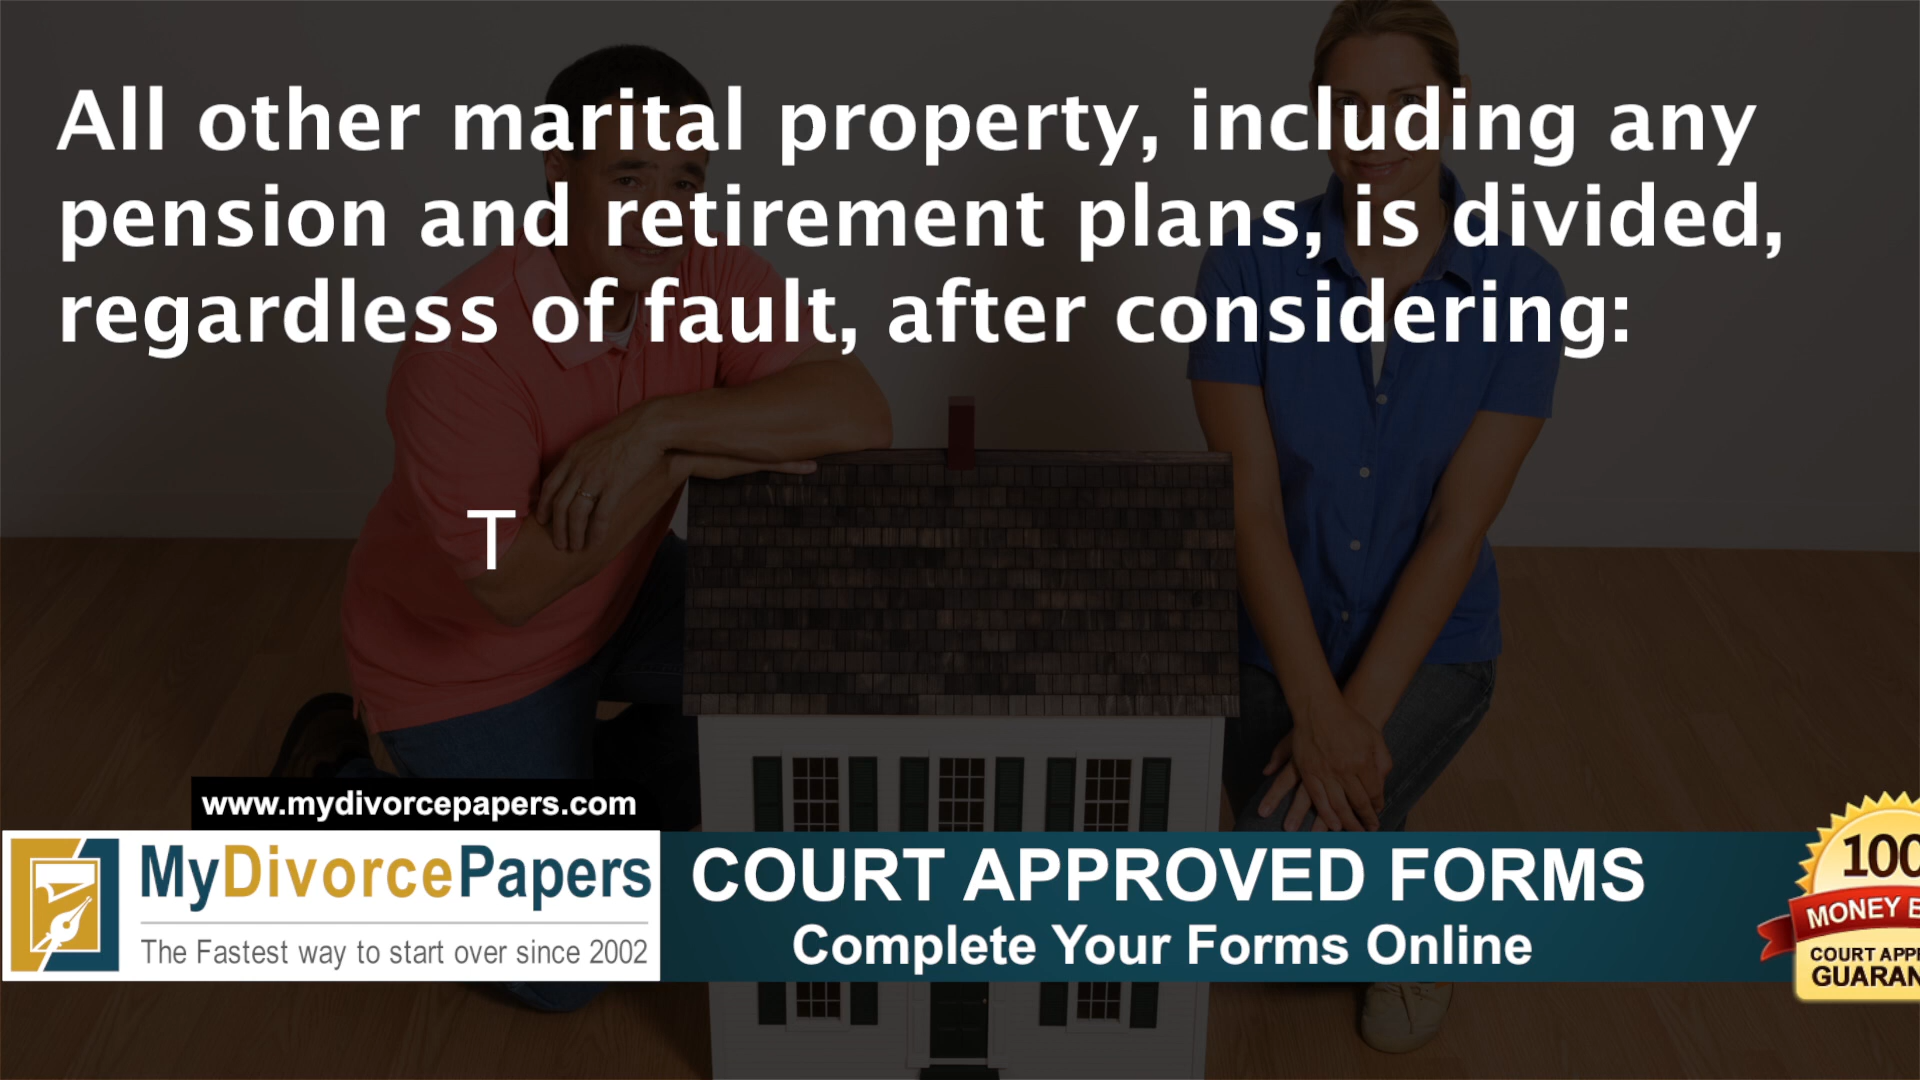 All other marital property, including any
pension and retirement plans, is divided,
regardless of fault, after considering:
T
www.mydivorcepapers.com
MyDivorcePapers
The Fastest way to start over since 2002
COURT APPROVED FORMS
Complete Your Forms Online
100
MONEY B
COURT APPR
GUARAN